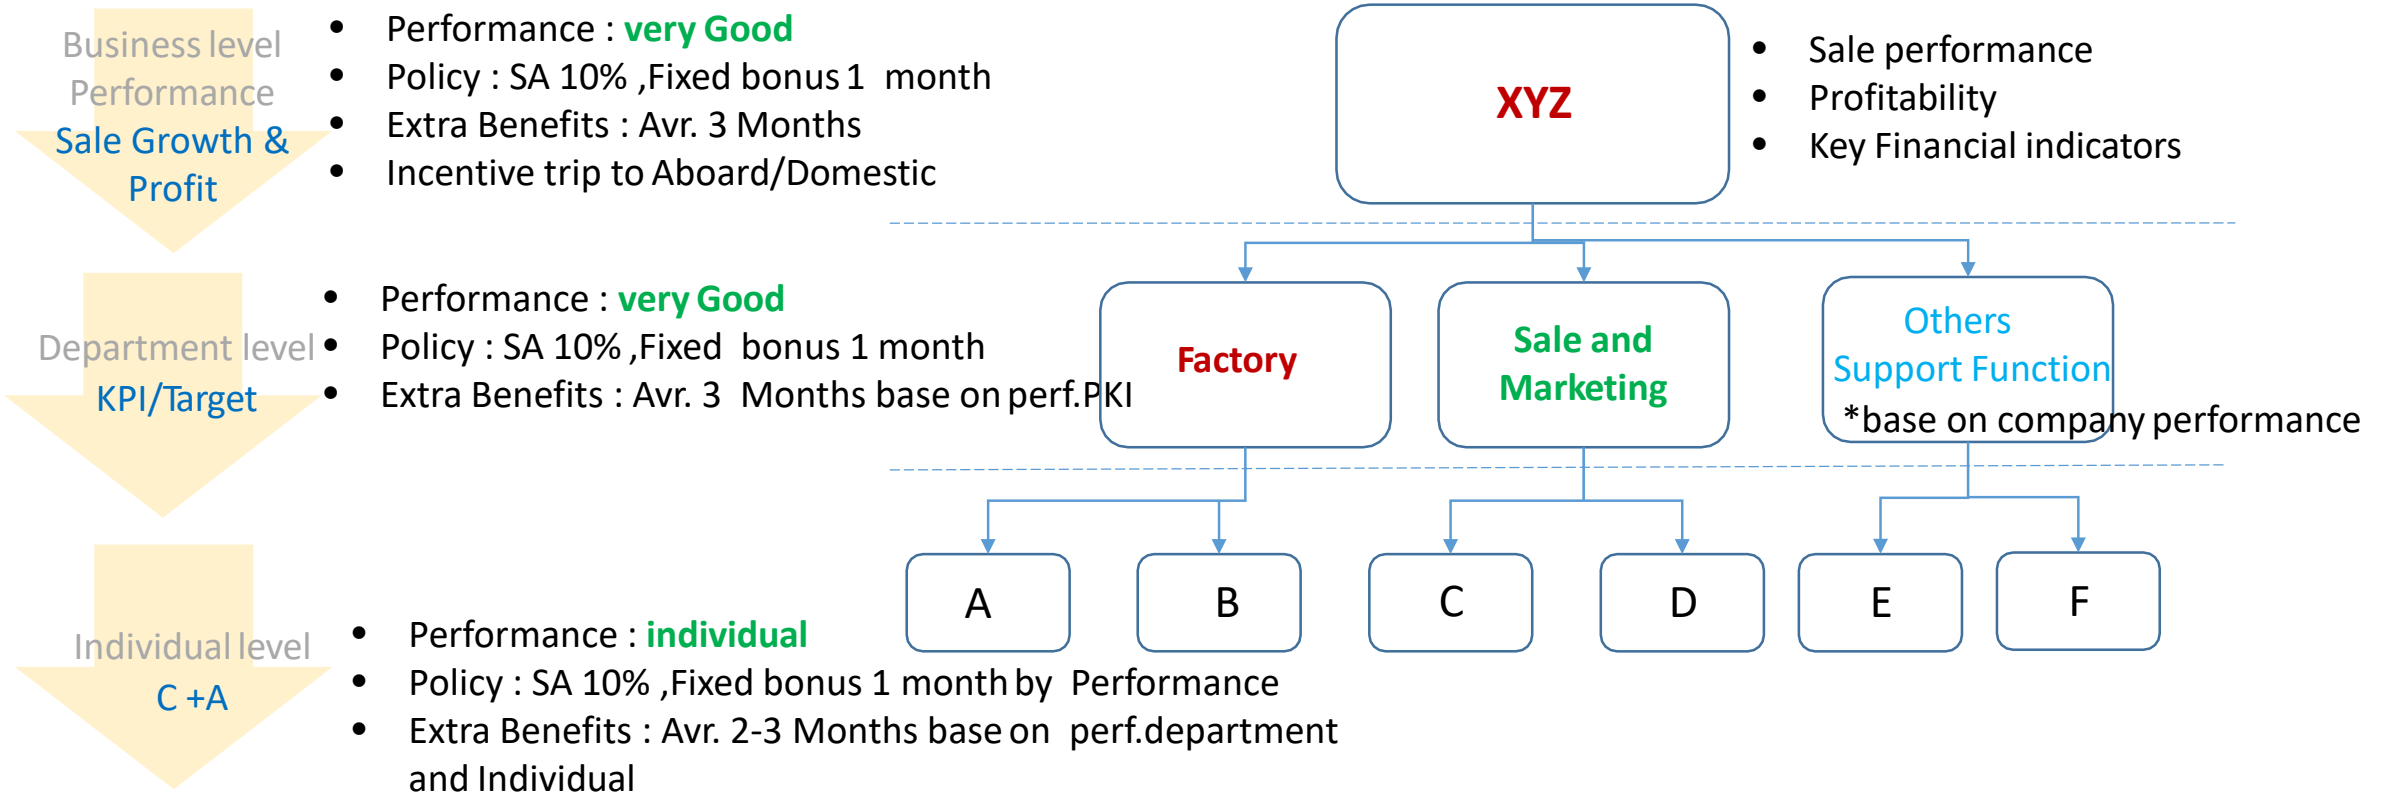 Business level
Performance
Sale Growth &
Profit
• Performance : very Good
• Policy : SA 10% ,Fixed bonus 1 month
• Extra Benefits : Avr. 3 Months
• Incentive trip to Aboard/Domestic
XYZ
• Sale performance
• Profitability
• Key Financial indicators
Department level
KPI/Target
• Performance : very Good
• Policy : SA 10% ,Fixed bonus 1 month
• Extra Benefits : Avr. 3 Months base on perf.PKI
Factory
Sale and
Marketing
Others
Support Function
*base on company performance
A
B
C
D
E
F
Individual level
C +A
• Performance : individual
• Policy : SA 10% ,Fixed bonus 1 month by Performance
• Extra Benefits : Avr. 2-3 Months base on perf.department
and Individual